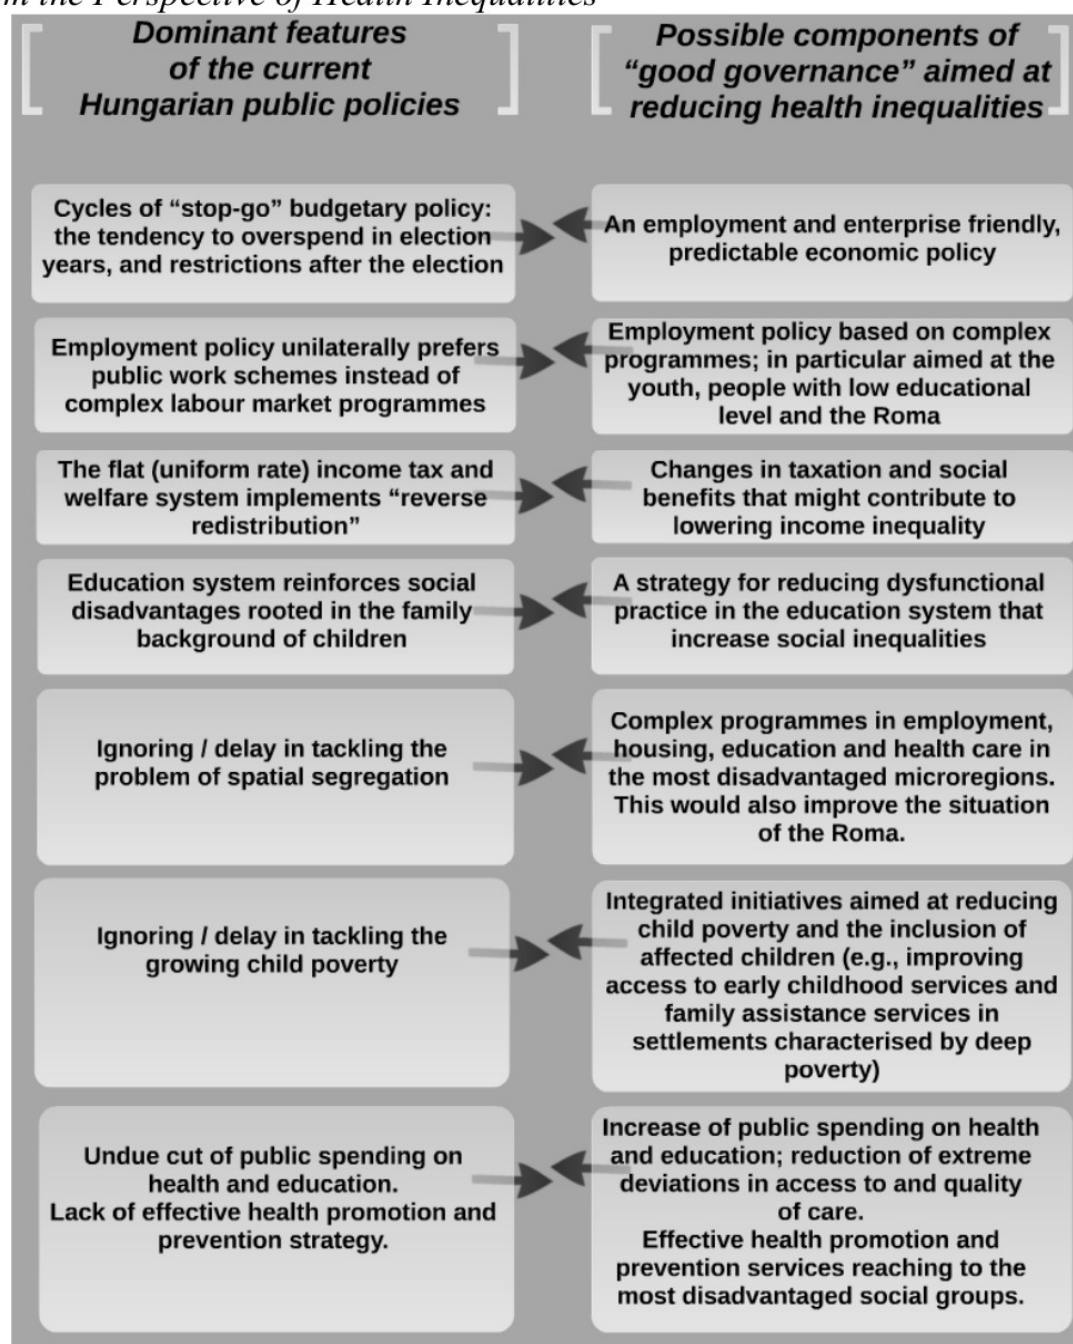 the Perspective of Health Inequalities
Dominant features
of the current
Hungarian public policies
Possible components of
“good governance” aimed at
reducing health inequalities
Cycles of “stop-go” budgetary policy:
the tendency to overspend in election
years, and restrictions after the election
An employment and enterprise friendly,
predictable economic policy
Employment policy unilaterally prefers
public work schemes instead of
complex labour market programmes
Employment policy based on complex
programmes; in particular aimed at the
youth, people with low educational
level and the Roma
The flat (uniform rate) income tax and
welfare system implements “reverse
redistribution”
Changes in taxation and social
benefits that might contribute to
lowering income inequality
Education system reinforces social
disadvantages rooted in the family
background of children
A strategy for reducing dysfunctional
practice in the education system that
increase social inequalities
Ignoring / delay in tackling the
problem of spatial segregation
Complex programmes in employment,
housing, education and health care in
the most disadvantaged microregions.
This would also improve the situation
of the Roma.
Ignoring / delay in tackling the
growing child poverty
Integrated initiatives aimed at reducing
child poverty and the inclusion of
affected children (e.g., improving
access to early childhood services and
family assistance services in
settlements characterised by deep
poverty)
Undue cut of public spending on
health and education.
Lack of effective health promotion and
prevention strategy.
Increase of public spending on health
and education; reduction of extreme
deviations in access to and quality
of care.
Effective health promotion and
prevention services reaching to the
most disadvantaged social groups.